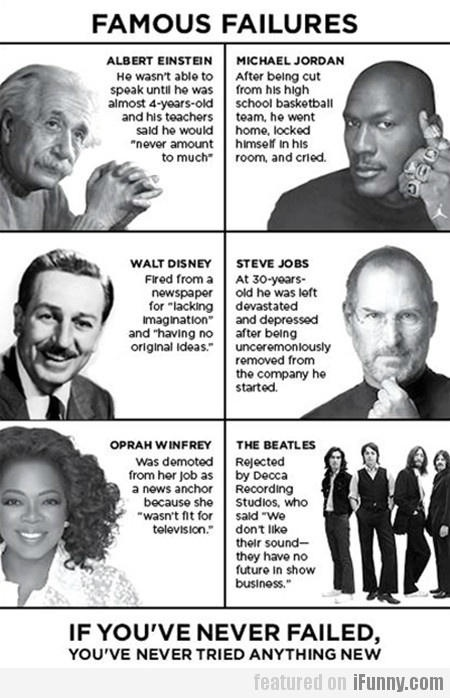 FAMOUS FAILURES
ALBERT EINSTEIN
He wasn't able to
speak until he was
almost 4-years-old
and his teachers
said he would
"never amount
to much"
MICHAEL JORDAN
After being cut
from his high
school basketball
team, he went
home, locked
himself in his
room, and cried.
WALT DISNEY
Fired from a
newspaper
for "lacking
imagination"
and "having no
original ideas."
STEVE JOBS
At 30-years-
old he was left
devastated
and depressed
after being
unceremoniously
removed from
the company he
started.
OPRAH WINFREY
Was demoted
from her job as
a news anchor
because she
"wasn't fit for
television."
THE BEATLES
Rejected
by Decca
Recording
Studios, who
said "We
don't like
their sound—
they have no
future in show
business."
IF YOU'VE NEVER FAILED,
YOU'VE NEVER TRIED ANYTHING NEW
featured on iFunny.com